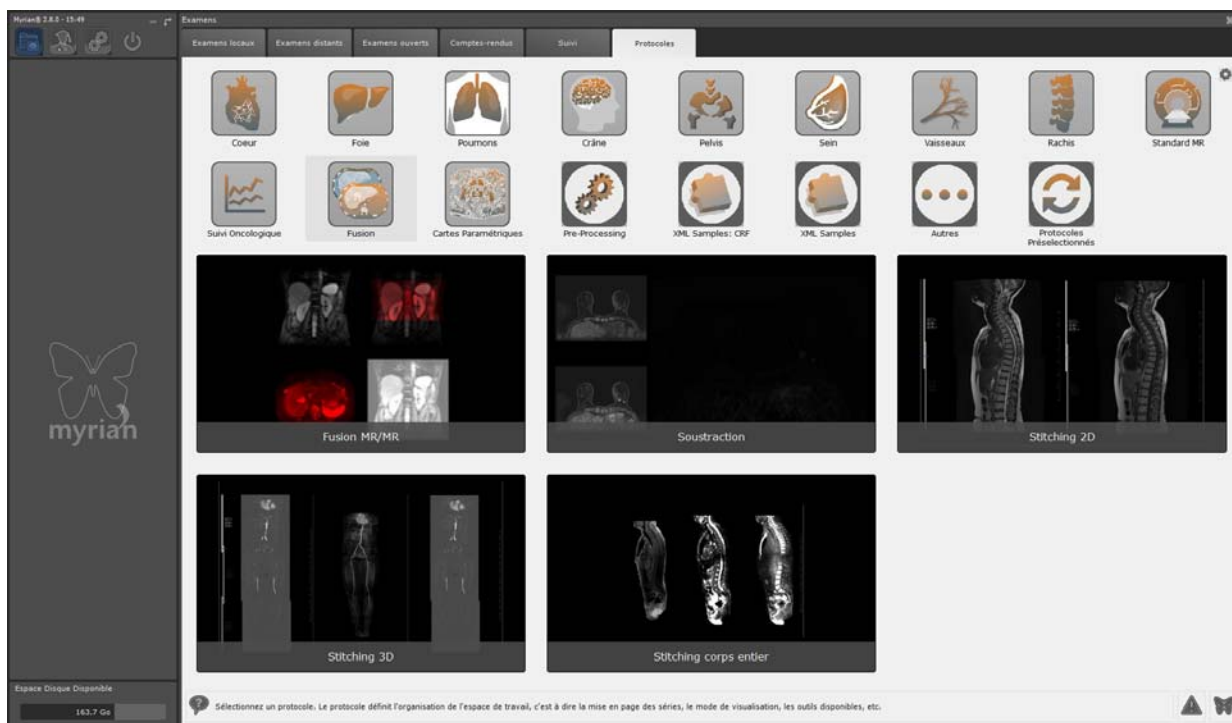 Myrian® 2.8.0 - 15:49
Examens
Examens locaux
Examens distants
Examens ouverts
Comptes-rendus
Suivi
Protocoles
Coeur
Foie
Poumons
Crâne
Pelvis
Sein
Vaisseaux
Rachis
Standard MR
Suivi Oncologique
Fusion
Cartes Paramétriques
Pre-Processing
XML Samples: CRF
XML Samples
Autres
Protocoles
Préselectionnés
myrian
Fusion MR/MR
Soustraction
Stitching 2D
Stitching 3D
Stitching corps entier
Espace Disque Disponible
163.7 Go
Sélectionnez un protocole. Le protocole définit l'organisation de l'espace de travail, c'est à dire la mise en page des séries, le mode de visualisation, les outils disponibles, etc.